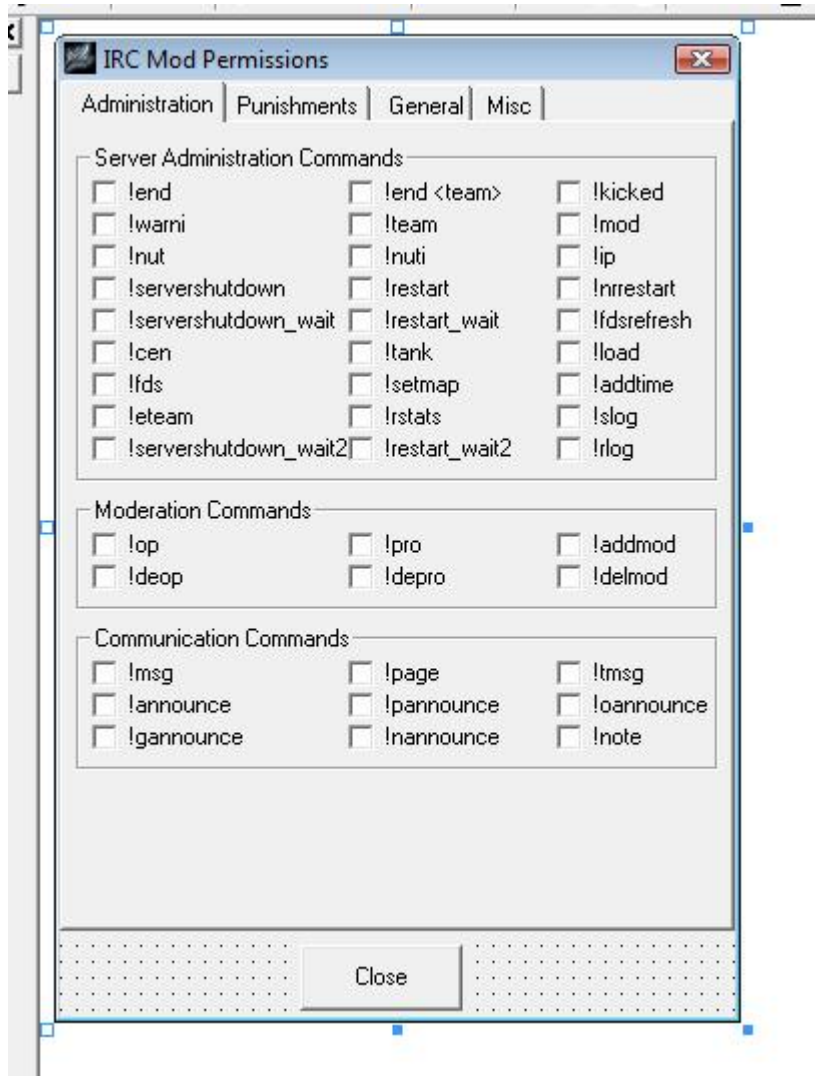 IRC Mod Permissions
Administration Punishments General Misc
Server Administration Commands
!end !end <team> !kicked
!warni !team !mod
!nut !nuti !ip
!servershutdown !restart !nrrestart
!servershutdown_wait !restart_wait !fdsrefresh
!cen !tank !load
!fds !setmap !addtime
!eteam !rstats !slog
!servershutdown_wait2 !restart_wait2 !rlog
Moderation Commands
!op !pro !addmod
!deop !depro !delmod
Communication Commands
!msg !page !tmsg
!announce !pannounce !oannounce
!gannounce !nannounce !note
Close